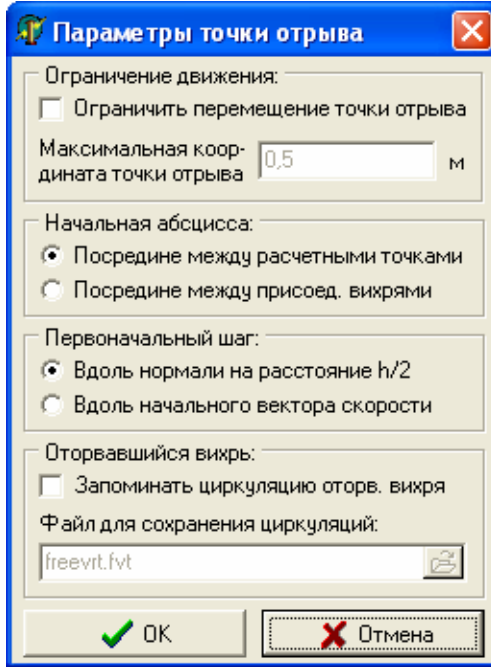 Параметры точки отрыва
Ограничение движения:
Ограничить перемещение точки отрыва
Максимальная коор-
дината точки отрыва 0,5 м
Начальная абсцисса:
Посредине между расчетными точками
Посредине между присоед. вихрями
Первоначальный шаг:
Вдоль нормали на расстояние h/2
Вдоль начального вектора скорости
Оторвавшийся вихрь:
Запоминать циркуляцию оторв. вихря
Файл для сохранения циркуляций:
freevrt.fvt
OK Отмена